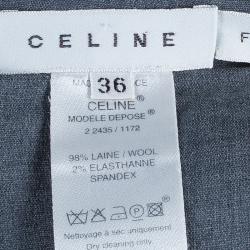 CELINE
F
36
CELINE®
MODELE DEPOSE®
2 2435 / 1172
98% LAINE / WOOL
2% ELASTHANNE
SPANDEX
Nettoyage à sec uniquement
Dry cleaning only